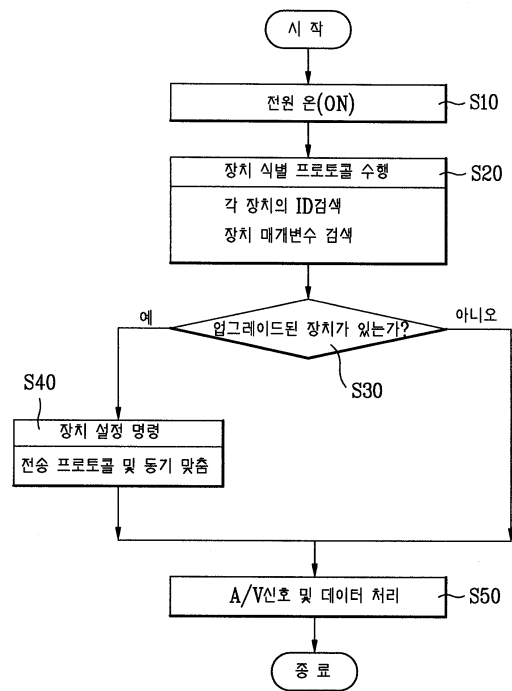 시 작
전원 온(ON)
S10
장치 식별 프로토콜 수행
S20
각 장치의 ID검색
장치 매개변수 검색
예
업그레이드된 장치가 있는가?
아니오
S30
S40
장치 설정 명령
전송 프로토콜 및 동기 맞춤
A/V신호 및 데이터 처리
S50
종 료